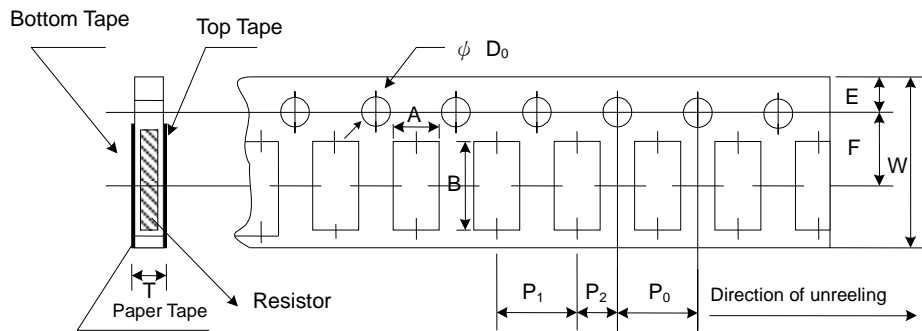 Bottom Tape
Top Tape
φ D₀
E
A
F
W
B
T
P₁
P₂
P₀
Direction of unreeling
Resistor
Paper Tape